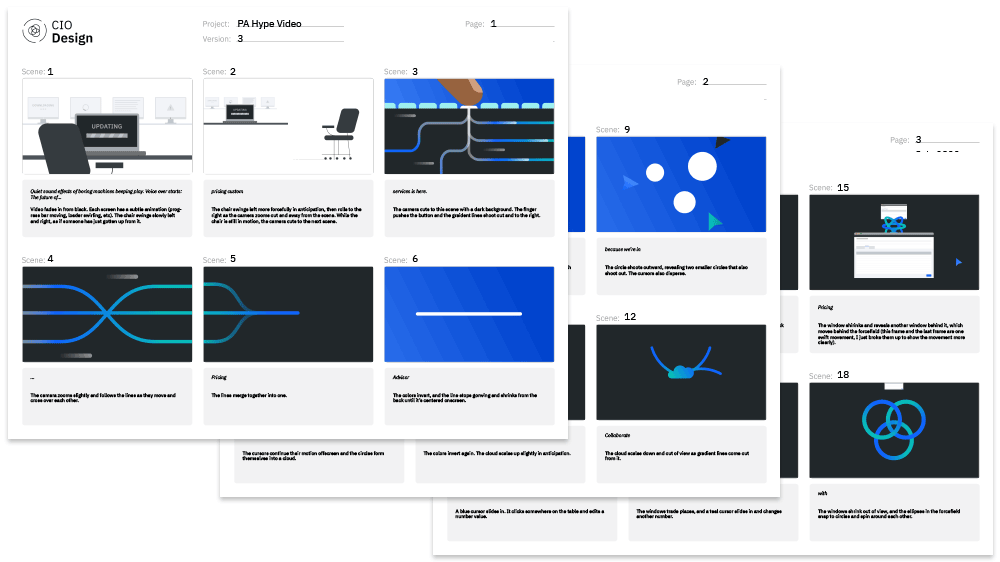 CIO
Design
Project: PA Hype Video
Version: 3
Page: 1
Scene: 1
Scene: 2
Scene: 3
UPDATING
UPDATING
Quiet sound effects of boring machines beeping play. Voice over starts:
The future of...
Video fades in from black. Each screen has a subtle animation (prog-
ress bar moving, loader swirling, etc). The chair swings slowly left
and right, as if someone has just gotten up from it.
pricing custom
The chair swings left more forcefully in anticipation, then rolls to the
right as the camera zooms out and away from the scene. While the
chair is still in motion, the camera cuts to the next scene.
services is here.
The camera cuts to this scene with a dark background. The finger
pushes the button and the gradient lines shoot out and to the right.
Scene: 4
Scene: 5
Scene: 6
...
The camera zooms slightly and follows the lines as they move and
cross over each other.
Pricing
The lines merge together into one.
Advisor
The colors invert, and the line stops growing and shrinks from the
back until it's centered onscreen.
Page: 2
Scene: 9
because we're in
The circle shoots outward, revealing two smaller circles that also
shoot out. The cursors also disperse.
Scene: 12
Collaborate
The cloud scales down and out of view as gradient lines come out
from it.
The cursors continue their motion offscreen and the circles form
themselves into a cloud.
The colors invert again. The cloud scales up slightly in anticipation.
Page: 3
Scene: 15
Pricing
The window shrinks and reveals another window behind it, which
moves behind the forcefield (this frame and the last frame are one
swift movement, I just broke them up to show the movement more
clearly).
Scene: 18
with
The windows shrink out of view, and the ellipses in the forcefield
snap to circles and spin around each other.
A blue cursor slides in. It clicks somewhere on the table and edits a
number value.
The windows trade places, and a teal cursor slides in and changes
another number.